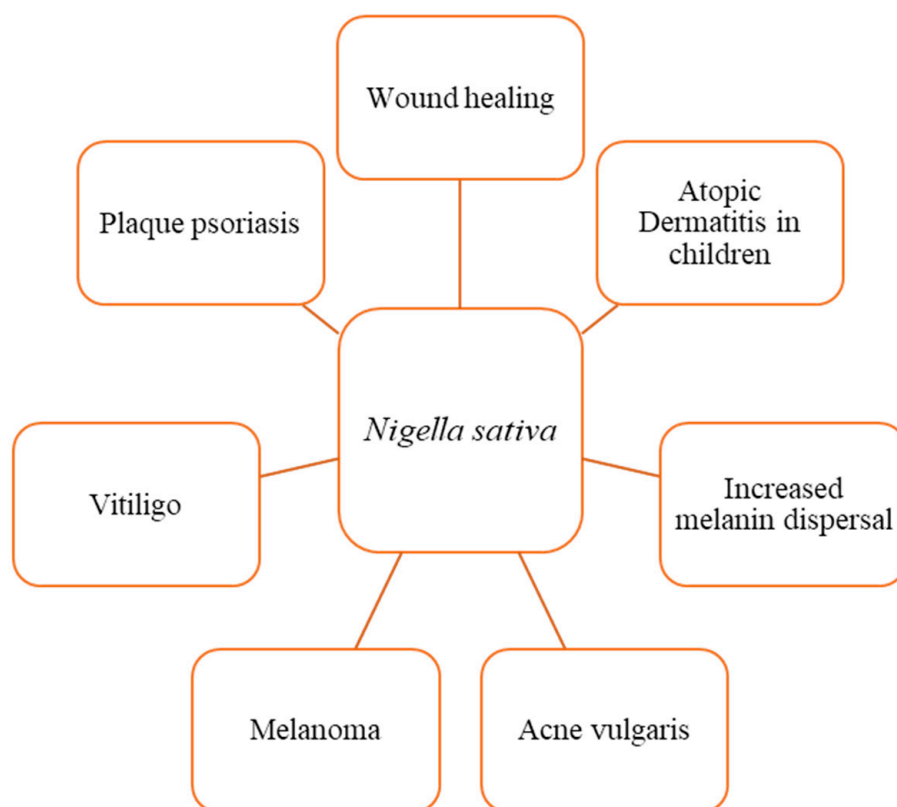 Wound healing
Plaque psoriasis
Atopic
Dermatitis in
children
Nigella sativa
Vitiligo
Increased
melanin dispersal
Melanoma
Acne vulgaris